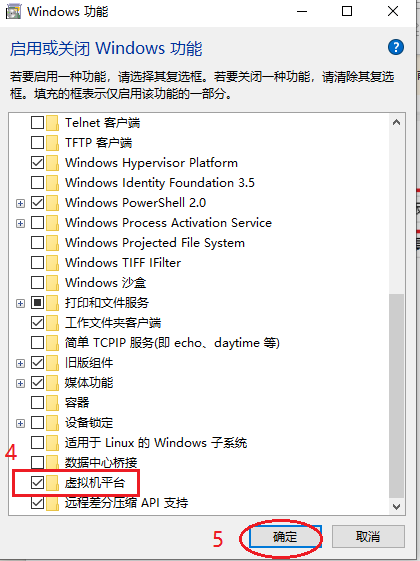 Windows 功能
启用或关闭 Windows 功能
若要启用一种功能，请选择其复选框。若要关闭一种功能，请清除其复选
框。填充的框表示仅启用该功能的一部分。
Telnet 客户端
TFTP 客户端
Windows Hypervisor Platform
Windows Identity Foundation 3.5
Windows PowerShell 2.0
Windows Process Activation Service
Windows Projected File System
Windows TIFF IFilter
Windows 沙盒
打印和文件服务
工作文件夹客户端
简单 TCPIP 服务(即 echo、daytime 等)
旧版组件
媒体功能
容器
设备锁定
适用于 Linux 的 Windows 子系统
数据中心桥接
4
虚拟机平台
远程差分压缩 API 支持
5 确定 取消